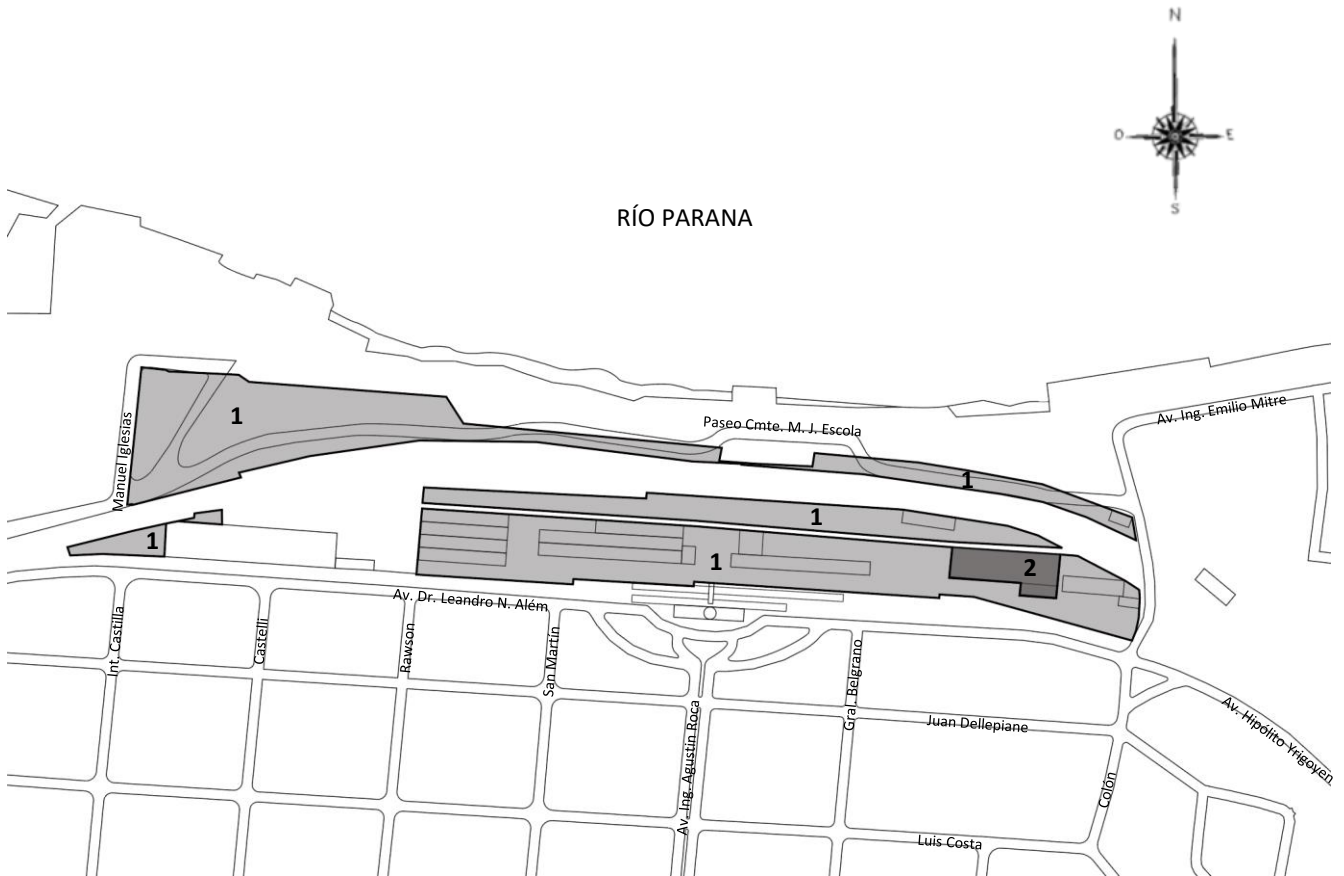 N
O
E
S
RÍO PARANA
Av. Ing. Emilio Mitre
Manuel Iglesias
1
Paseo Cmte. M. J. Escola
1
1
1
1
2
Av. Dr. Leandro N. Além
Int. Castilla
Castelli
Rawson
San Martín
Av. Ing. Agustin Roca
Gral. Belgrano
Juan Dellepiane
Colón
Av. Hipólito Yrigoyen
Luis Costa